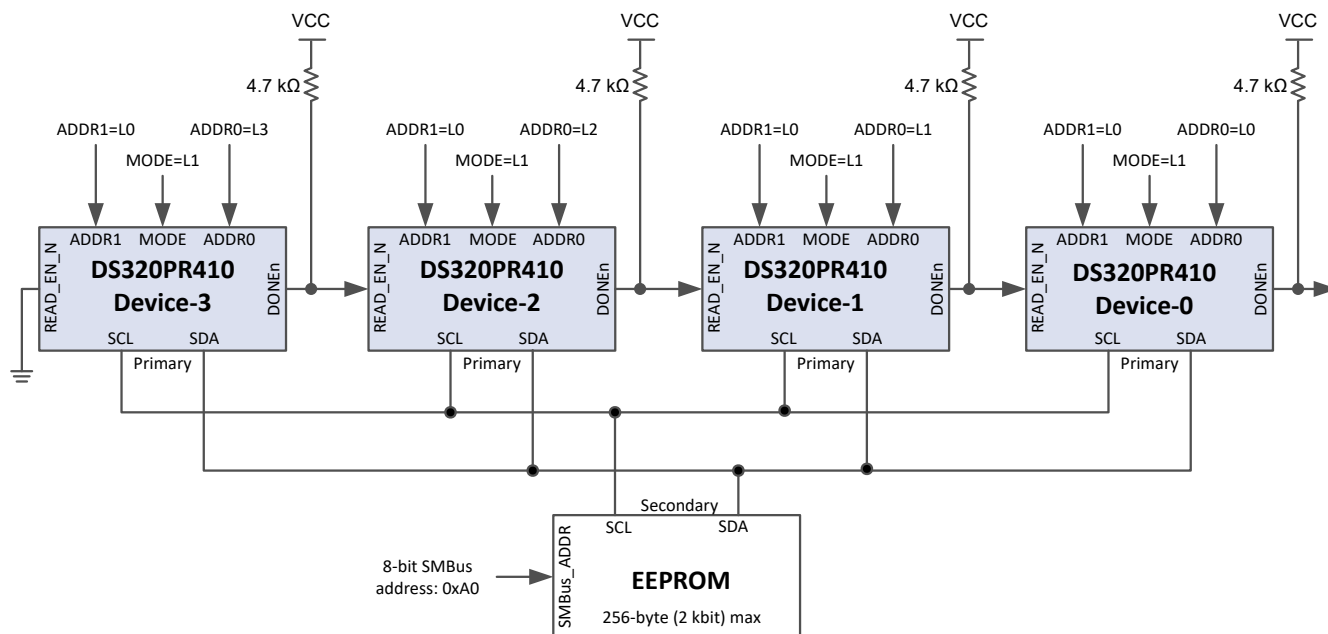 VCC
VCC
VCC
VCC
4.7 kΩ
4.7 kΩ
4.7 kΩ
4.7 kΩ
ADDR1=L0
ADDR0=L3
ADDR1=L0
ADDR0=L2
ADDR1=L0
ADDR0=L1
ADDR1=L0
ADDR0=L0
MODE=L1
MODE=L1
MODE=L1
MODE=L1
READ_EN_N
ADDR1
MODE
ADDR0
DS320PR410
Device-3
DONEn
SCL
SDA
Primary
READ_EN_N
ADDR1
MODE
ADDR0
DS320PR410
Device-2
DONEn
SCL
SDA
Primary
READ_EN_N
ADDR1
MODE
ADDR0
DS320PR410
Device-1
DONEn
SCL
SDA
Primary
READ_EN_N
ADDR1
MODE
ADDR0
DS320PR410
Device-0
DONEn
SCL
SDA
Primary
Secondary
SCL
SDA
SMBus_ADDR
8-bit SMBus
address: 0xA0
EEPROM
256-byte (2 kbit) max